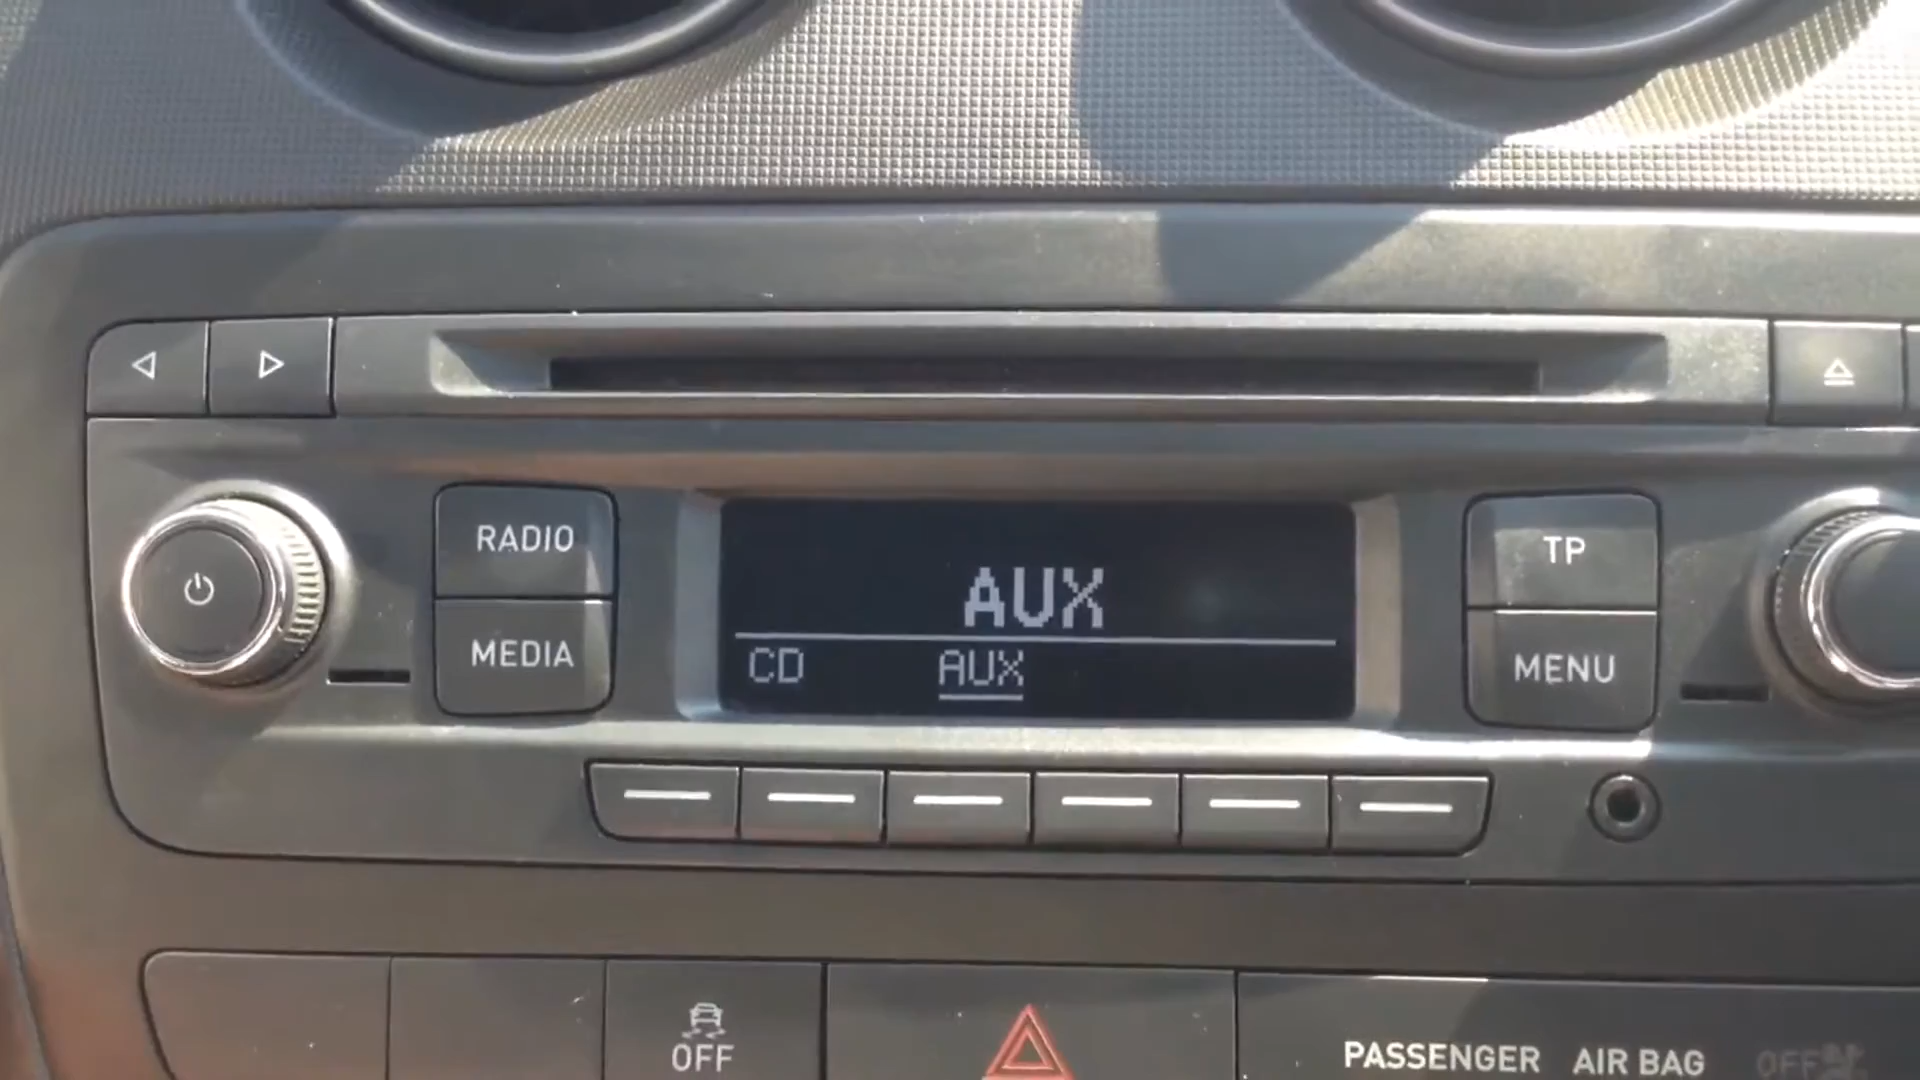 RADIO
MEDIA
AUX
CD AUX
TP
MENU
OFF
PASSENGER AIR BAG OFF